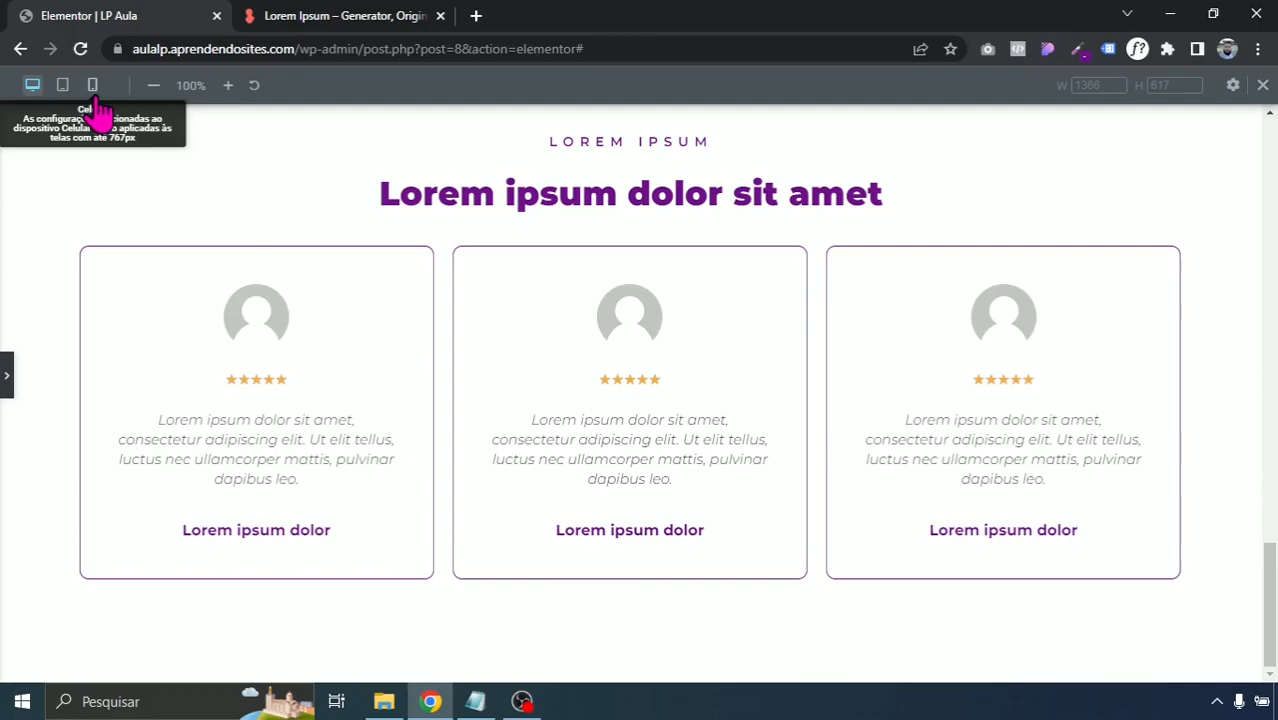 Elementor | LP Aula
Lorem Ipsum – Generator, Origin
aulalp.aprendendosites.com/wp-admin/post.php?post=8&action=elementor#
100%
W 1366 H 617
As configura
dispositivo Celula aplicadas às
telas com até 767px
LOREM IPSUM
Lorem ipsum dolor sit amet
Lorem ipsum dolor sit amet,
consectetur adipiscing elit. Ut elit tellus,
luctus nec ullamcorper mattis, pulvinar
dapibus leo.
Lorem ipsum dolor
Lorem ipsum dolor sit amet,
consectetur adipiscing elit. Ut elit tellus,
luctus nec ullamcorper mattis, pulvinar
dapibus leo.
Lorem ipsum dolor
Lorem ipsum dolor sit amet,
consectetur adipiscing elit. Ut elit tellus,
luctus nec ullamcorper mattis, pulvinar
dapibus leo.
Lorem ipsum dolor
Pesquisar